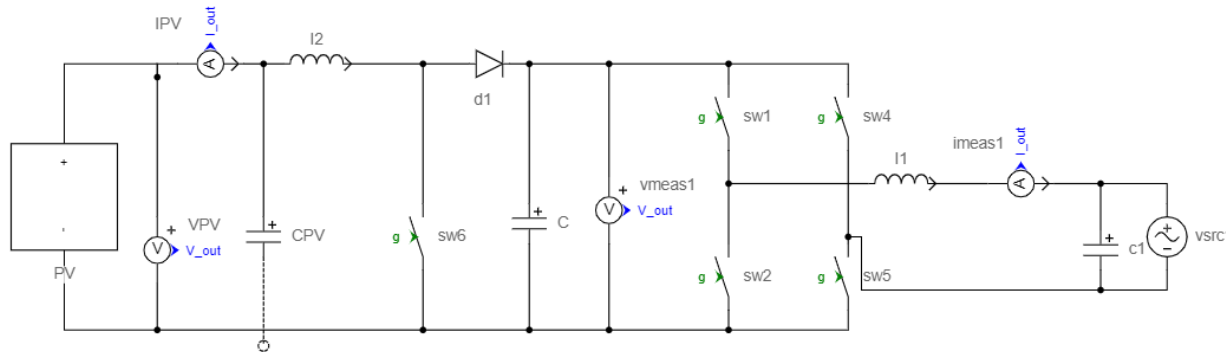 IPV
I_out
A
l2
d1
+
-
PV
+
VPV
V
V_out
+
CPV
g
sw6
+
C
+
vmeas1
V
V_out
g
sw1
g
sw4
g
sw2
g
sw5
l1
imeas1
I_out
A
+
c1
+
-
vsrc